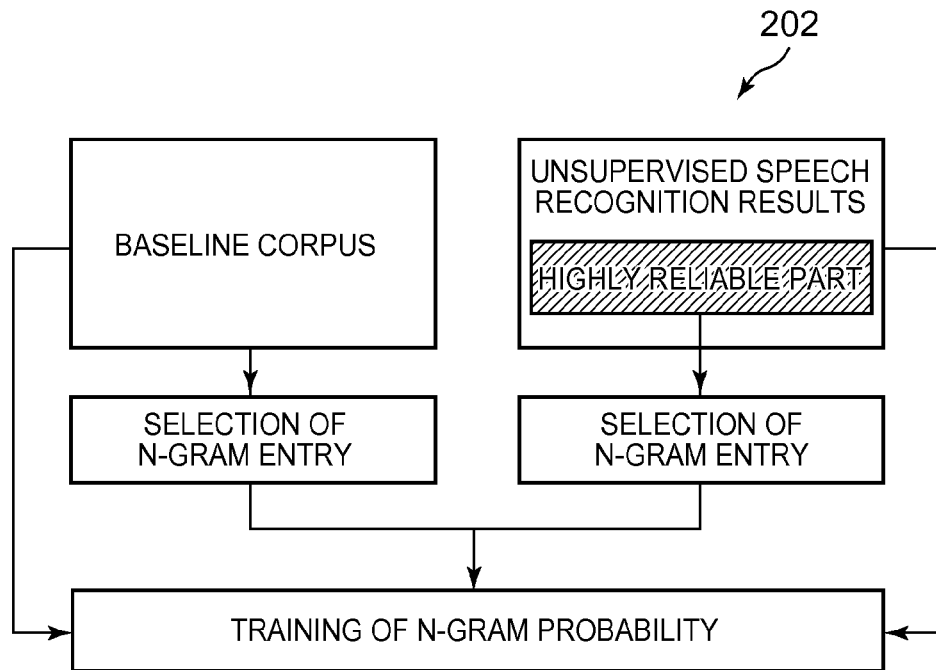 202
BASELINE CORPUS
UNSUPERVISED SPEECH
RECOGNITION RESULTS
HIGHLY RELIABLE PART
SELECTION OF
N-GRAM ENTRY
SELECTION OF
N-GRAM ENTRY
TRAINING OF N-GRAM PROBABILITY